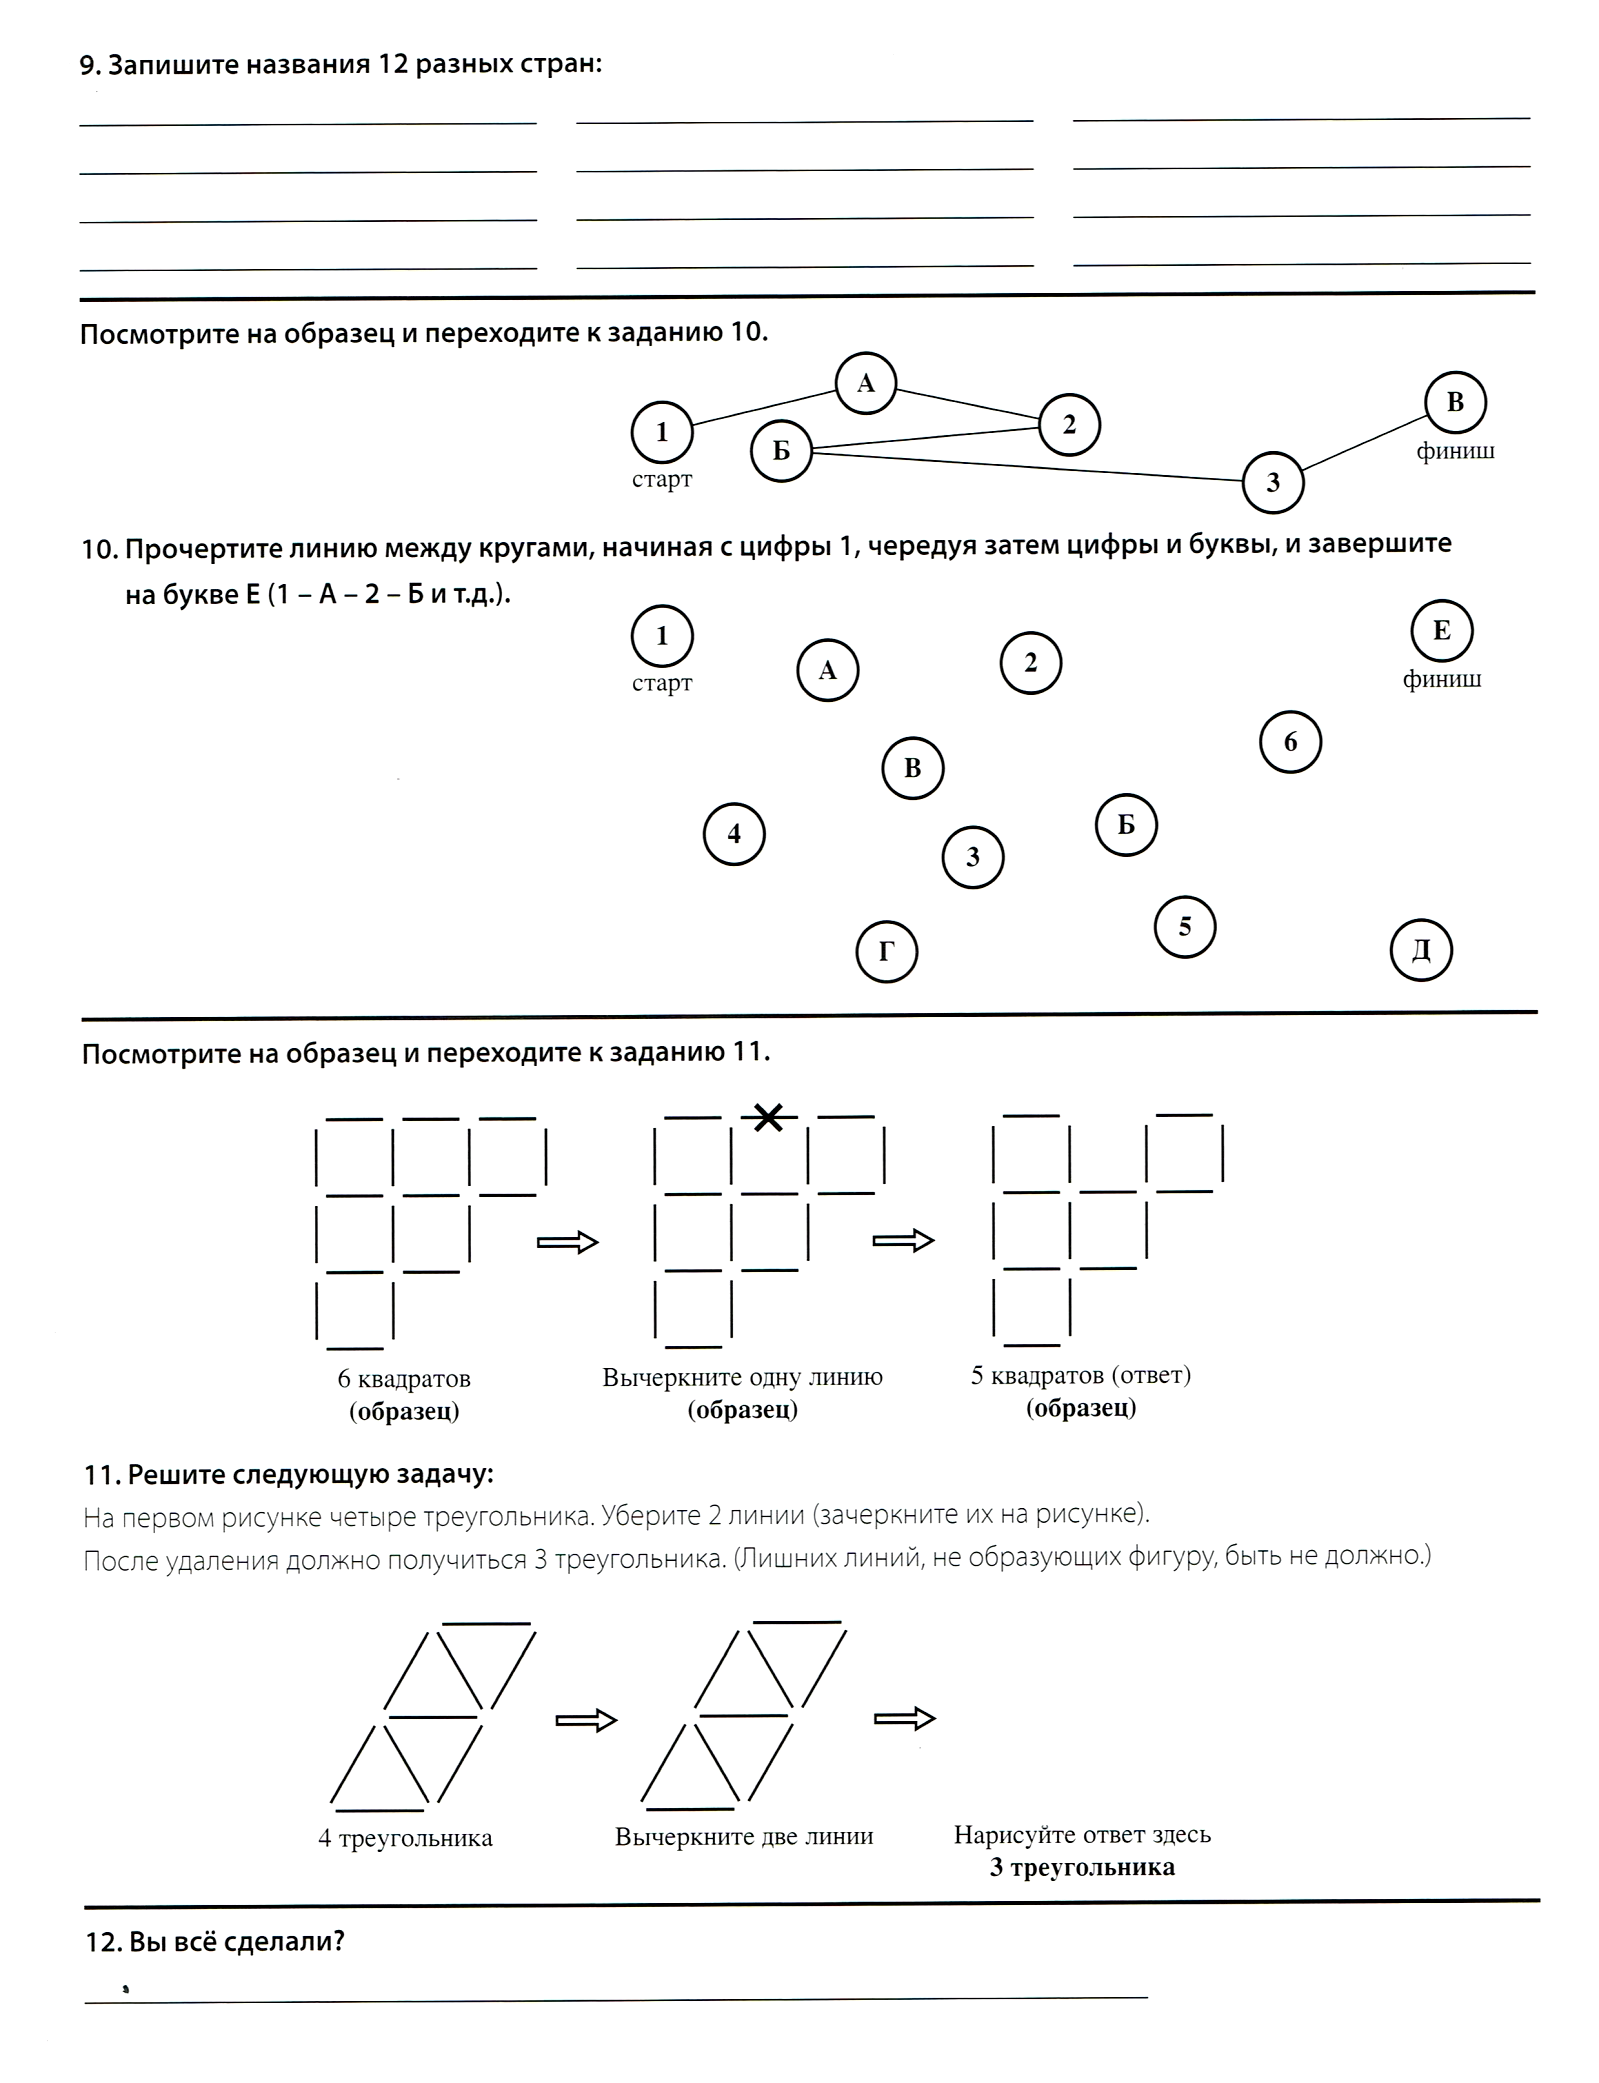 9. Запишите названия 12 разных стран:
Посмотрите на образец и переходите к заданию 10.
А
В
1
2
Б
3
старт
финиш
10. Прочертите линию между кругами, начиная с цифры 1, чередуя затем цифры и буквы, и завершите
на букве Е (1 – А – 2 – Б и т.д.).
1
Е
старт
А
2
финиш
6
В
4
Б
3
5
Г
Д
Посмотрите на образец и переходите к заданию 11.
6 квадратов
(образец)
Вычеркните одну линию
(образец)
5 квадратов (ответ)
(образец)
11. Решите следующую задачу:
На первом рисунке четыре треугольника. Уберите 2 линии (зачеркните их на рисунке).
После удаления должно получиться 3 треугольника. (Лишних линий, не образующих фигуру, быть не должно.)
4 треугольника
Вычеркните две линии
Нарисуйте ответ здесь
3 треугольника
12. Вы всё сделали?